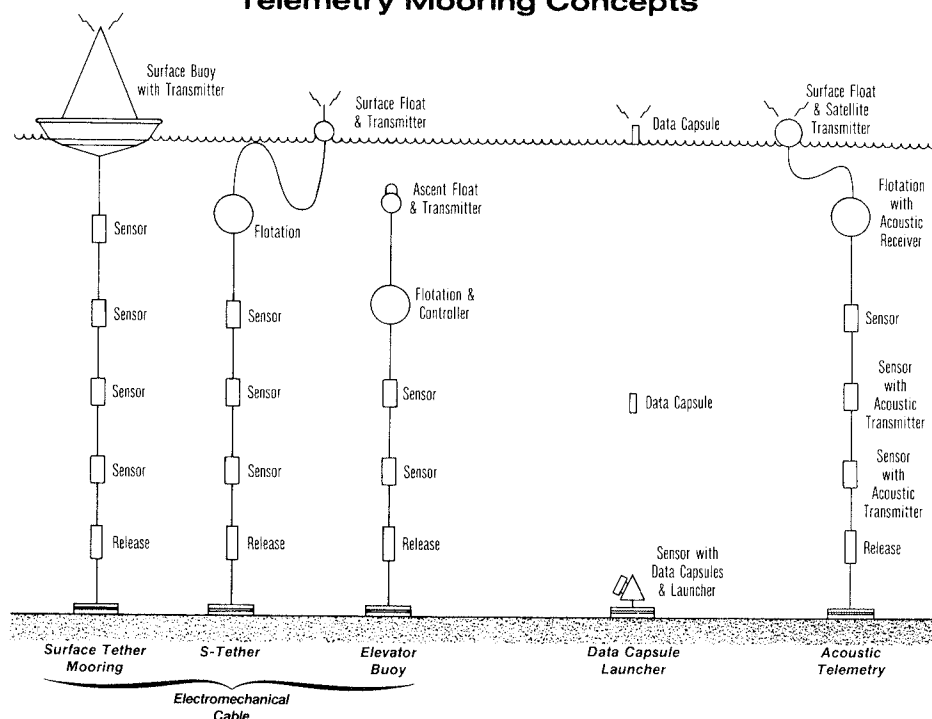 Telemetry Mooring Concepts
Surface Buoy
with Transmitter
Surface Float
& Transmitter
Data Capsule
Surface Float
& Satellite
Transmitter
Ascent Float
& Transmitter
Flotation
with
Acoustic
Receiver
Sensor
Flotation
Flotation &
Controller
Sensor
Sensor
Sensor
Sensor
Sensor
Sensor
Data Capsule
Sensor
with
Acoustic
Transmitter
Sensor
Sensor
Sensor
Sensor
with
Acoustic
Transmitter
Release
Release
Release
Sensor with
Data Capsules
& Launcher
Release
Surface Tether
Mooring
S-Tether
Elevator
Buoy
Data Capsule
Launcher
Acoustic
Telemetry
Electromechanical
Cable